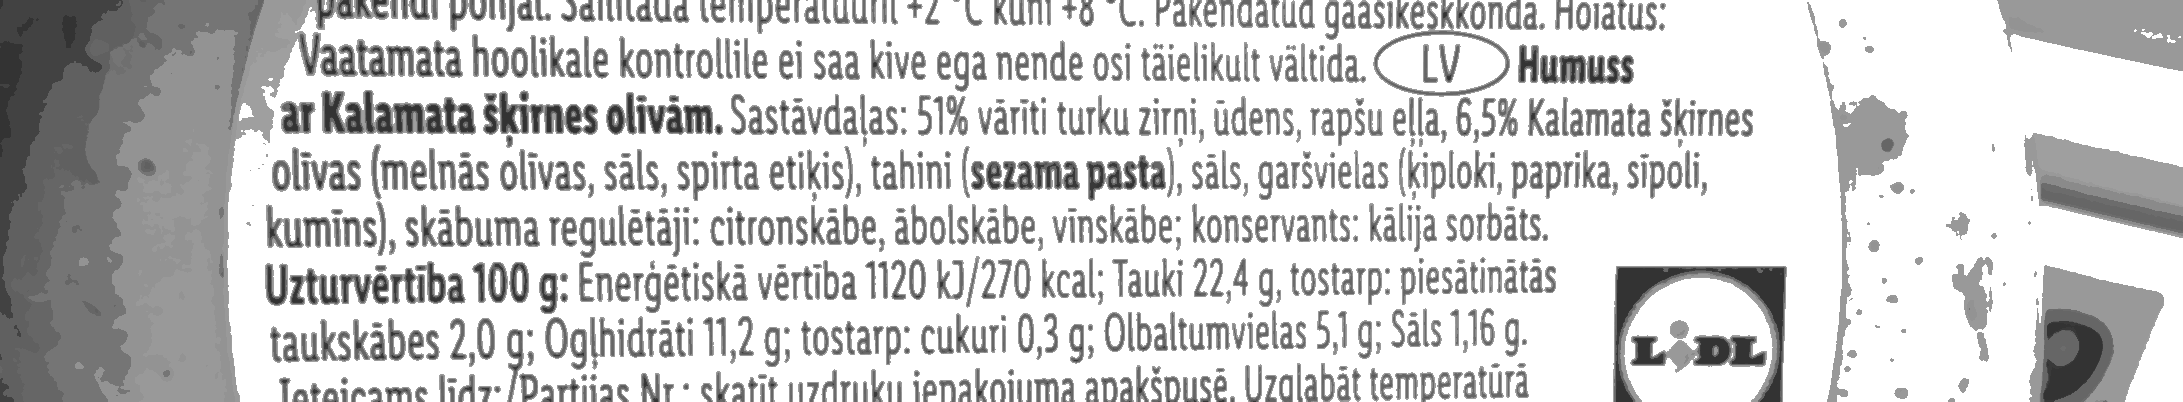 pakendi põhjal. Säilitada temperatuuril +2 °C kuni +8 °C. Pakendatud gaasikeskkonda. Hoiatus:
Vaatamata hoolikale kontrollile ei saa kive ega nende osi täielikult vältida. LV Humuss
ar Kalamata šķirnes olīvām. Sastāvdaļas: 51% vārīti turku zirņi, ūdens, rapšu eļļa, 6,5% Kalamata šķirnes
olīvas (melnās olīvas, sāls, spirta etiķis), tahini (sezama pasta), sāls, garšvielas (ķiploki, paprika, sīpoli,
kumīns), skābuma regulētāji: citronskābe, ābolskābe, vīnskābe; konservants: kālija sorbāts.
Uzturvērtība 100 g: Enerģētiskā vērtība 1120 kJ/270 kcal; Tauki 22,4 g, tostarp: piesātinātās
taukskābes 2,0 g; Ogļhidrāti 11,2 g; tostarp: cukuri 0,3 g; Olbaltumvielas 5,1 g; Sāls 1,16 g.
LIDL
Ieteicams līdz:/Partijas Nr.: skatīt uzdruku iepakojuma apakšpusē. Uzglabāt temperatūrā